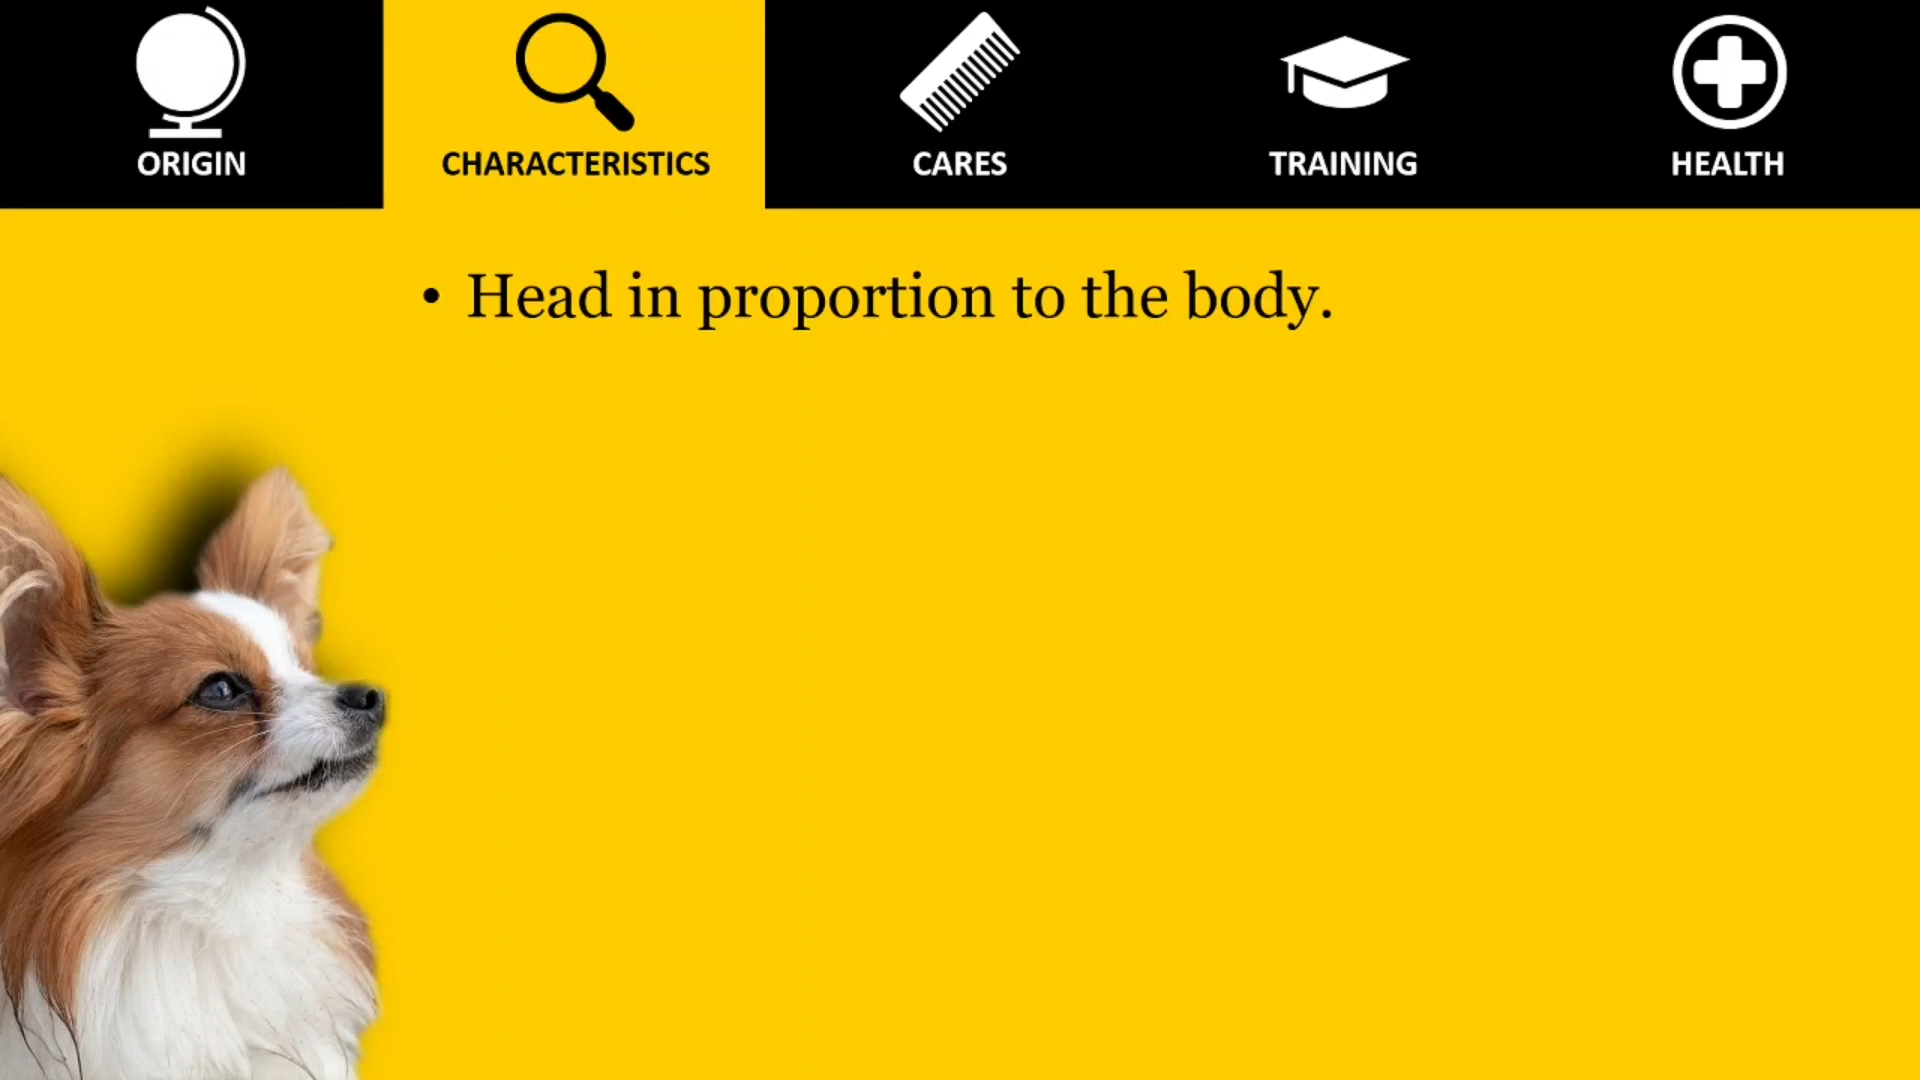 ORIGIN
CHARACTERISTICS
CARES
TRAINING
HEALTH
• Head in proportion to the body.